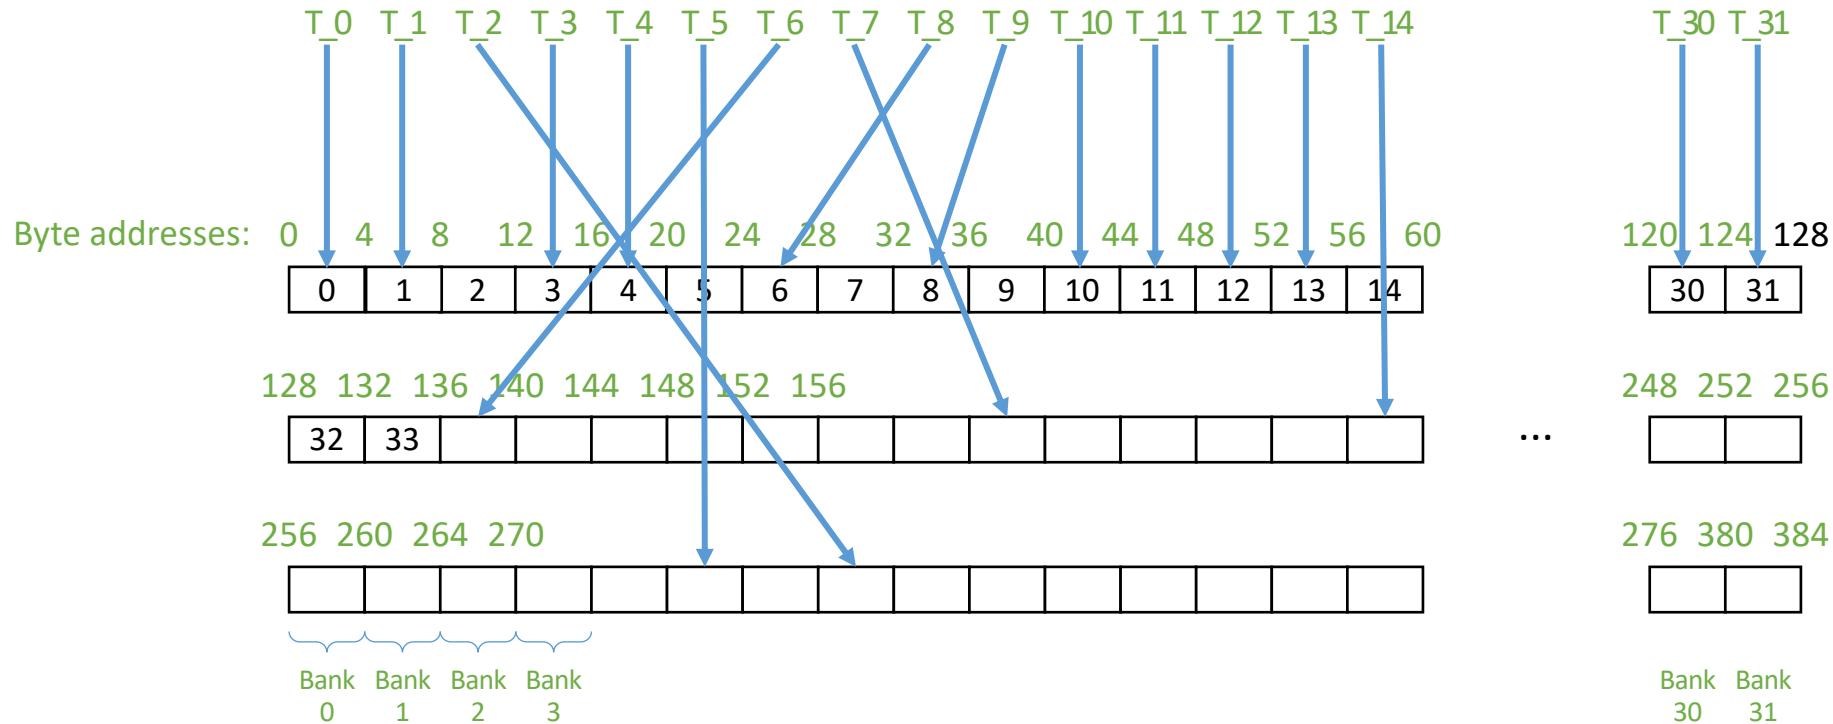 T_0 T_1 T_2 T_3 T_4 T_5 T_6 T_7 T_8 T_9 T_10 T_11 T_12 T_13 T_14 T_30 T_31
Byte addresses: 0 4 8 12 16 20 24 28 32 36 40 44 48 52 56 60 120 124 128
0 1 2 3 4 5 6 7 8 9 10 11 12 13 14 30 31
128 132 136 140 144 148 152 156 248 252 256
32 33 ...
256 260 264 270 276 380 384
Bank Bank Bank Bank Bank Bank
0 1 2 3 30 31